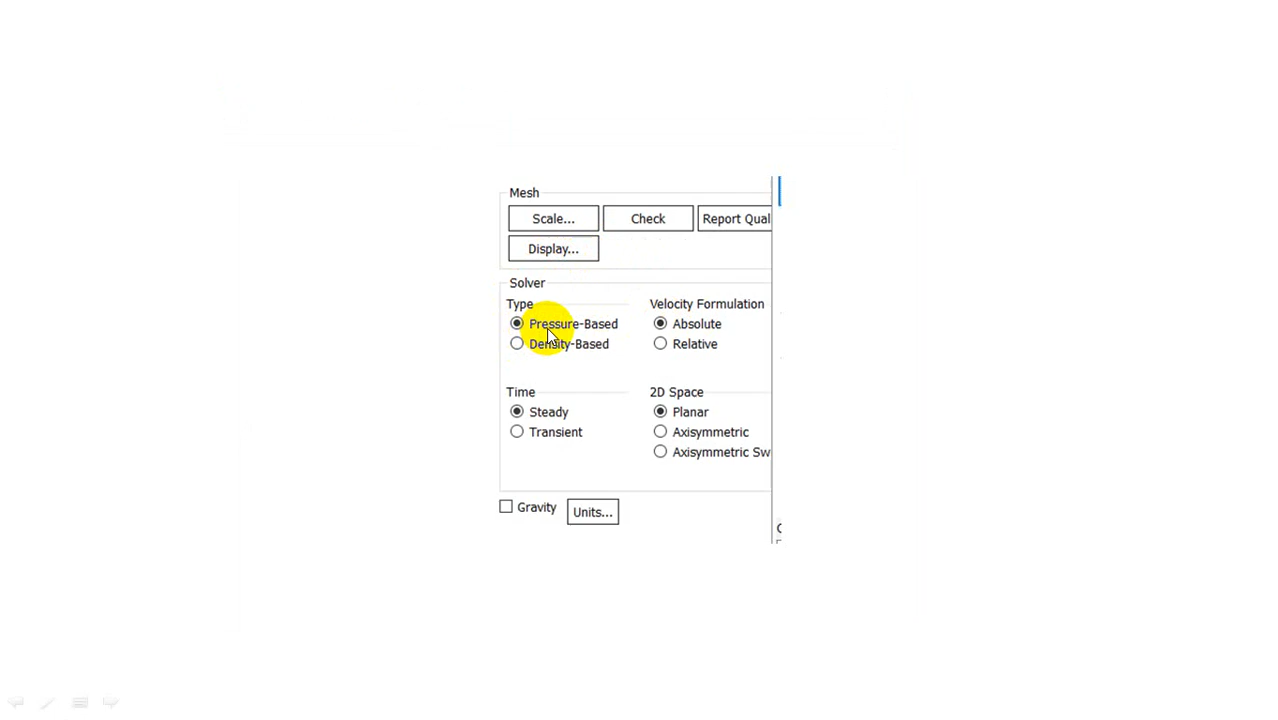 Mesh
Scale... Check Report Qual
Display...
Solver
Type Velocity Formulation
Pressure-Based Absolute
Density-Based Relative
Time 2D Space
Steady Planar
Transient Axisymmetric
Axisymmetric Sw
Gravity Units...